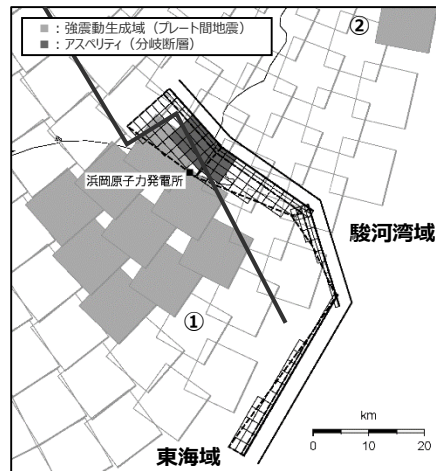 ■:強震動生成域(プレート間地震)
■:アスペリティ(分岐断層)
②
浜岡原子力発電所
駿河湾域
①
km
0 10 20
東海域